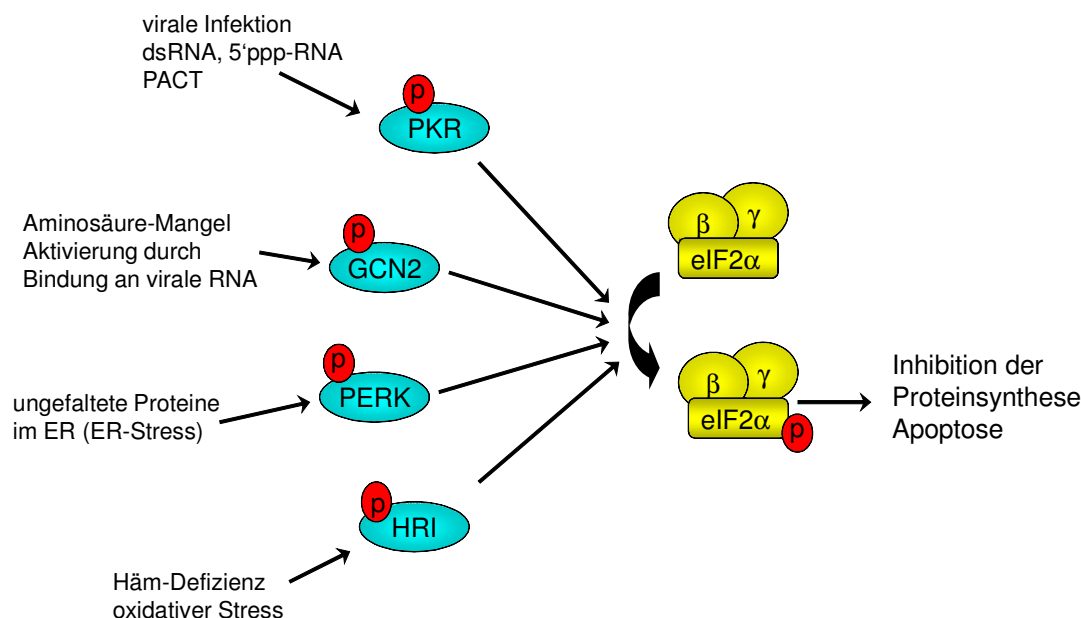 virale Infektion
dsRNA, 5‘ppp-RNA
PACT
p
PKR
Aminosäure-Mangel
Aktivierung durch
Bindung an virale RNA
p
GCN2
β γ
eIF2α
ungefaltete Proteine
im ER (ER-Stress)
p
PERK
β γ
eIF2α
p
Inhibition der
Proteinsynthese
Apoptose
p
HRI
Häm-Defizienz
oxidativer Stress